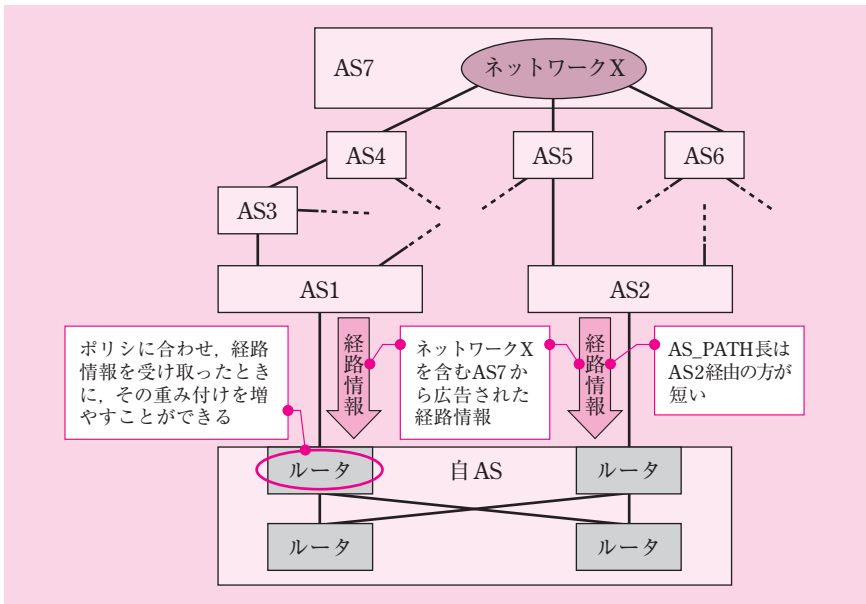 ネットワークX
AS7
AS4
AS5
AS6
AS3
AS1
AS2
ポリシに合わせ，経路
情報を受け取ったとき
に，その重み付けを増
やすことができる
経路情報
ネットワークX
を含むAS7か
ら広告された
経路情報
経路情報
AS_PATH長は
AS2経由の方が
短い
ルータ
自AS
ルータ
ルータ
ルータ